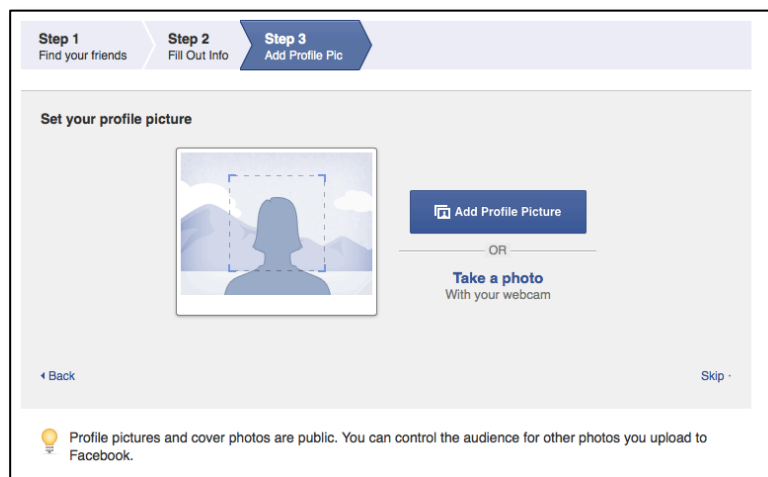 Step 1
Find your friends
Step 2
Fill Out Info
Step 3
Add Profile Pic
Set your profile picture
Add Profile Picture
OR
Take a photo
With your webcam
Back
Skip ·
Profile pictures and cover photos are public. You can control the audience for other photos you upload to
Facebook.